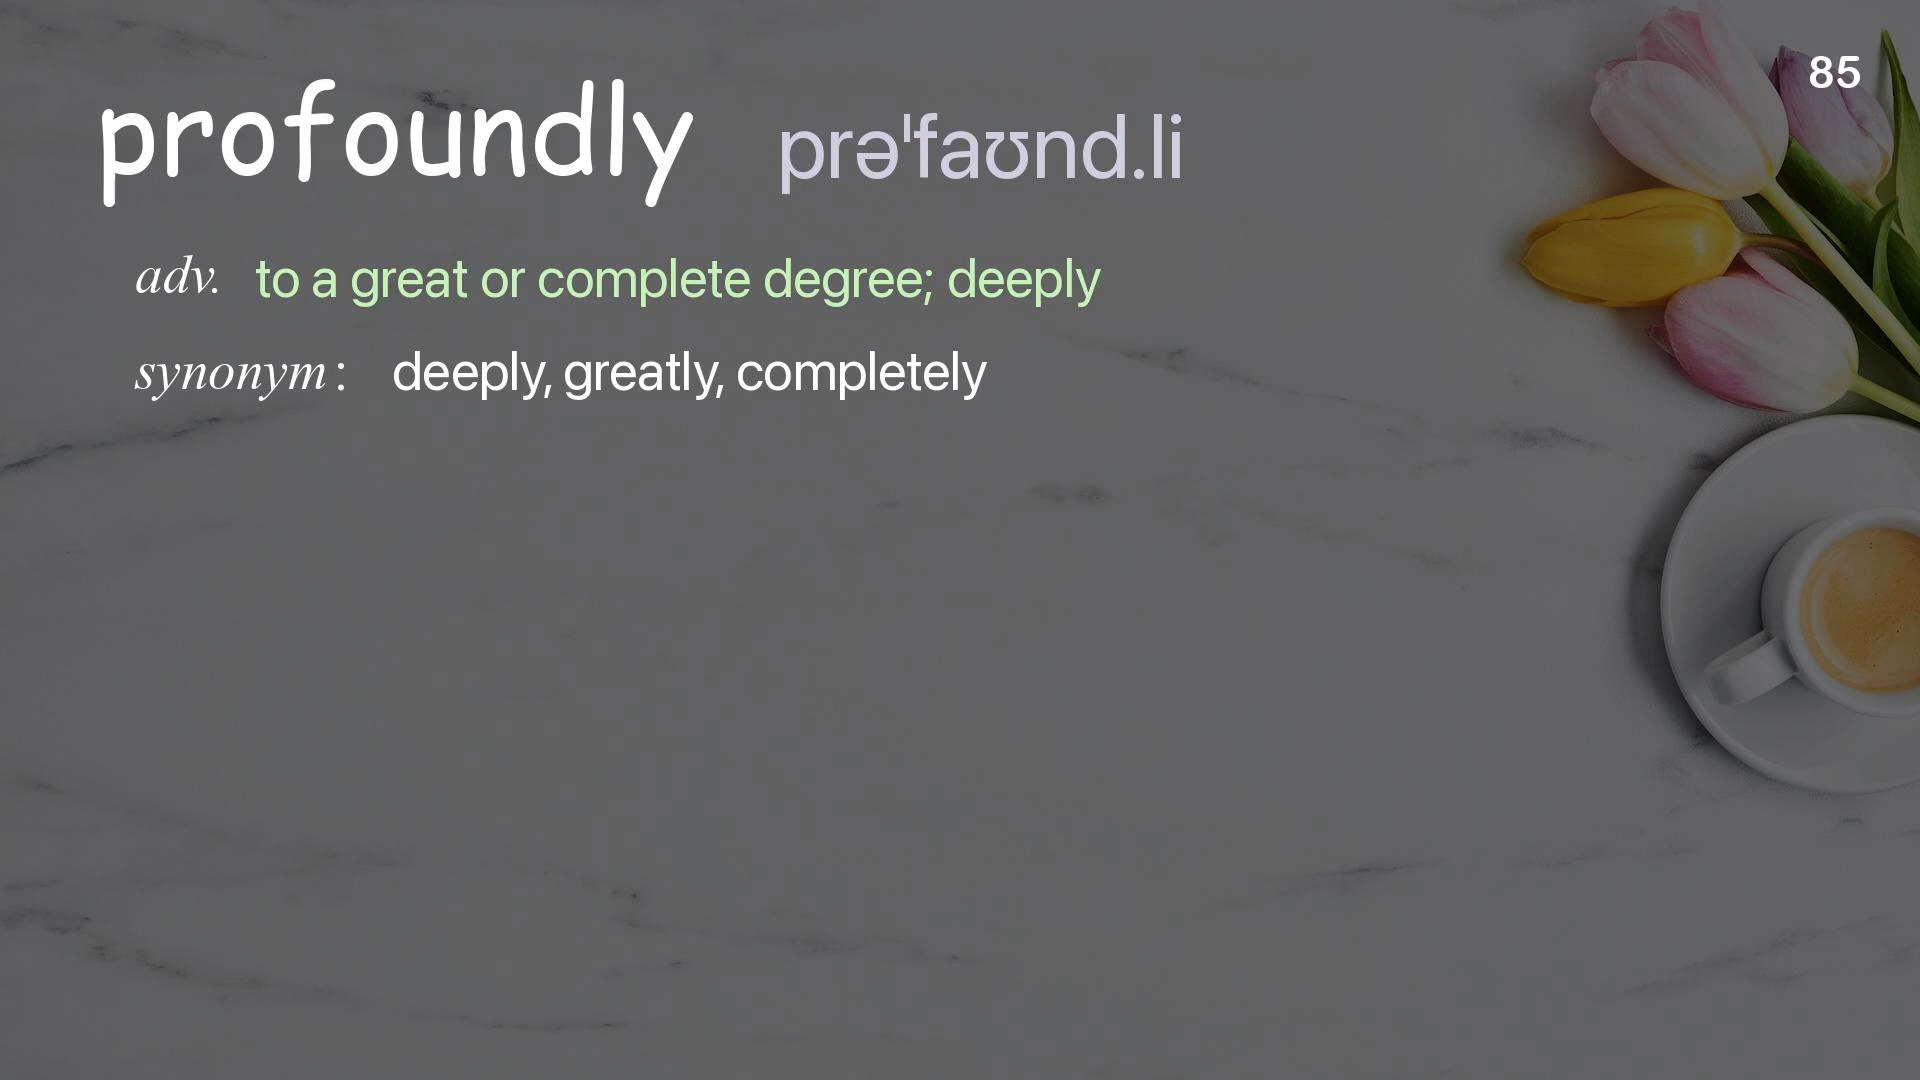 85
profoundly prəˈfaʊnd.li
adv. to a great or complete degree; deeply
synonym: deeply, greatly, completely